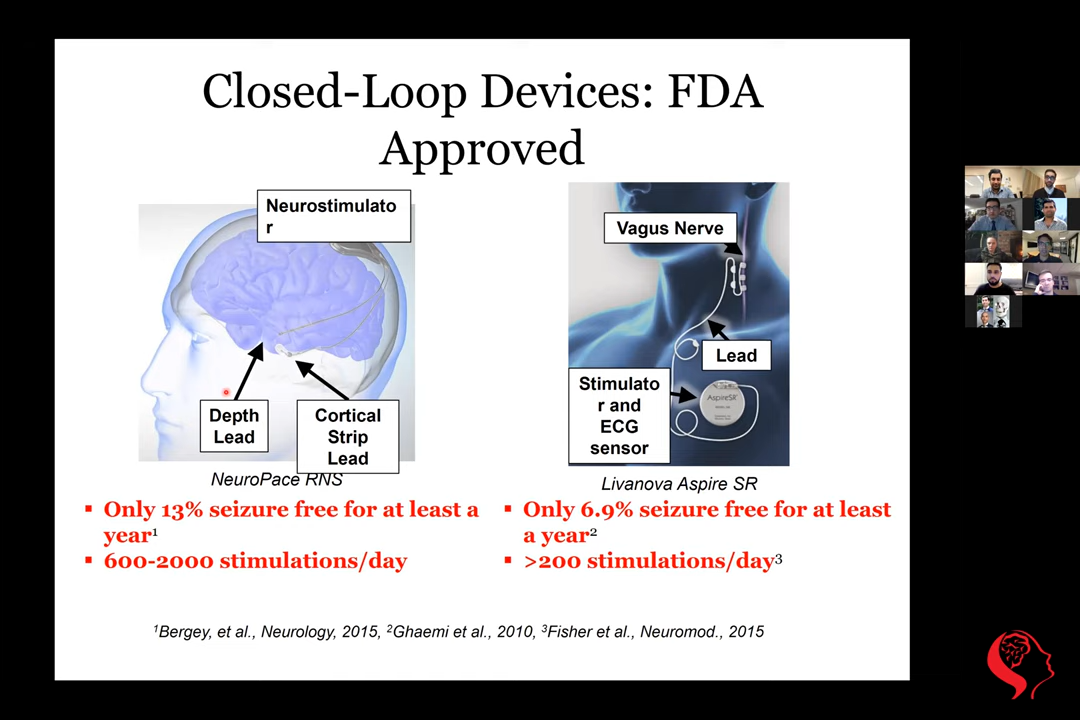 Closed-Loop Devices: FDA
Approved
Neurostimulato
r
Depth
Lead
Cortical
Strip
Lead
NeuroPace RNS
▪ Only 13% seizure free for at least a
year¹
▪ 600-2000 stimulations/day
Vagus Nerve
Lead
Stimulato
r and
ECG
sensor
AspireSR
Livanova Aspire SR
▪ Only 6.9% seizure free for at least
a year²
▪ >200 stimulations/day³
¹Bergey, et al., Neurology, 2015, ²Ghaemi et al., 2010, ³Fisher et al., Neuromod., 2015